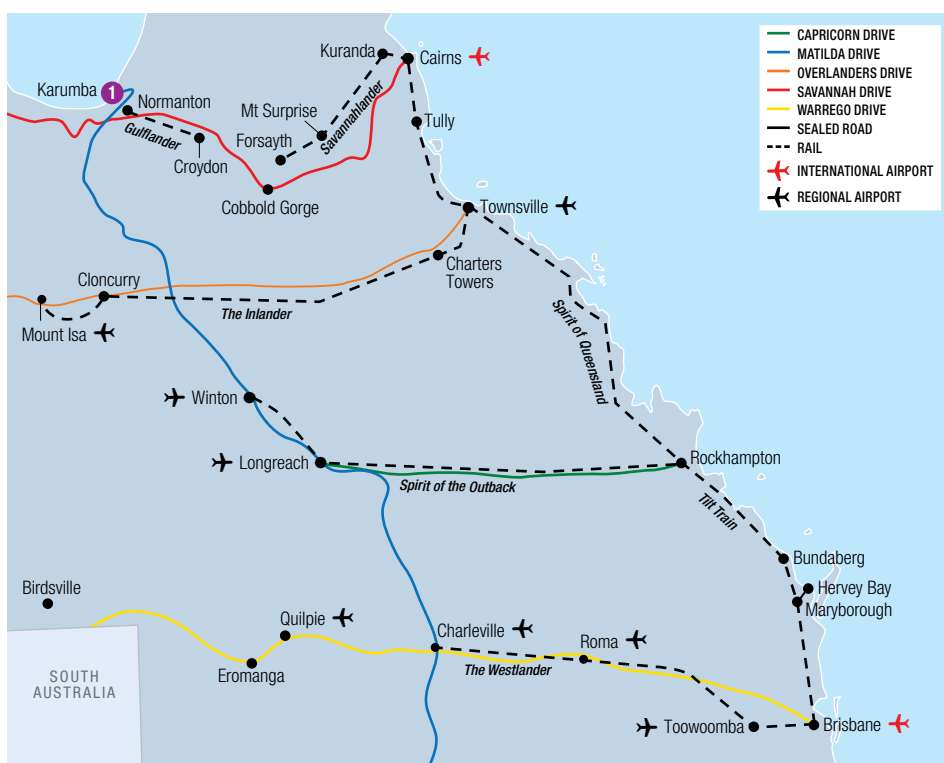 CAPRICORN DRIVE
MATILDA DRIVE
OVERLANDERS DRIVE
SAVANNAH DRIVE
WARREGO DRIVE
SEALED ROAD
RAIL
INTERNATIONAL AIRPORT
REGIONAL AIRPORT
Kuranda
Cairns
Karumba 1
Normanton
Mt Surprise
Savannahlander
Tully
Gulflander
Forsyth
Croydon
Cobbold Gorge
Townsville
Charters
Towers
Cloncurry
The Inlander
Mount Isa
Spirit of Queensland
Winton
Longreach
Rockhampton
Spirit of the Outback
Tilt Train
Bundaberg
Hervey Bay
Maryborough
Birdsville
Quilpie
Charleville
Roma
The Westlander
Eromanga
SOUTH
AUSTRALIA
Toowoomba
Brisbane